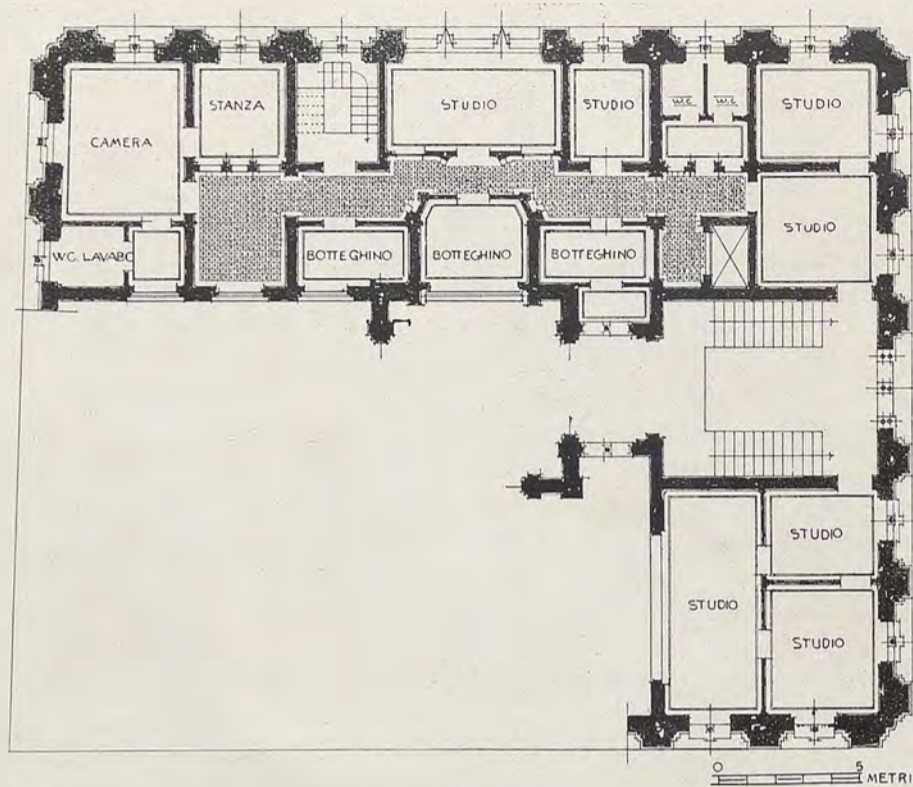 STANZA
STUDIO
STUDIO
W.C.
W.C.
STUDIO
CAMERA
STUDIO
W.C. LAVABO
BOTTEGHINO
BOTTEGHINO
BOTTEGHINO
STUDIO
STUDIO
STUDIO
0 5
METRI